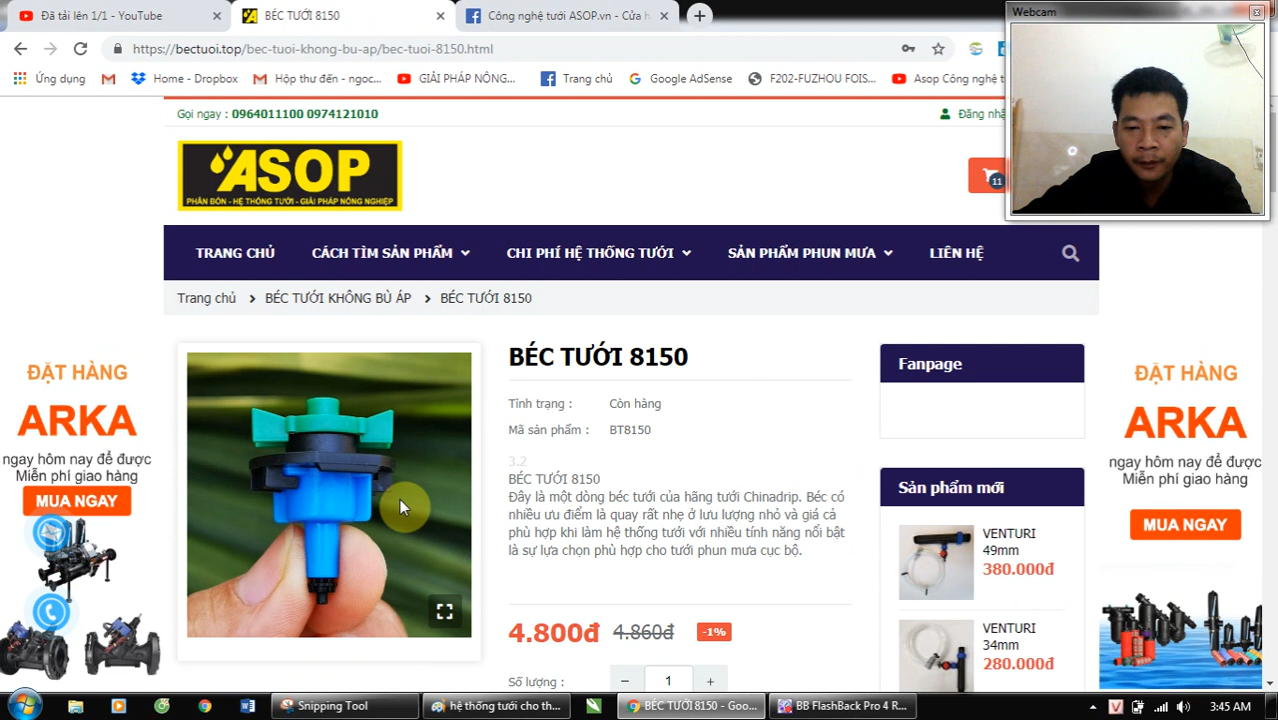 Đã tải lên 1/1 - YouTube
BÉC TƯỚI 8150
Công nghệ tưới ASOP.vn - Cửa h
Webcam
https://bectuoi.top/bec-tuoi-khong-bu-ap/bec-tuoi-8150.html
Ứng dụng
Home - Dropbox
Hộp thư đến - ngoc...
GIẢI PHÁP NÔNG...
Trang chủ
Google AdSense
F202-FUZHOU FOIS...
Asop Công nghệ t
Gọi ngay : 0964011100 0974121010
Đăng nhậ
ASOP
PHÂN BÓN - HỆ THỐNG TƯỚI - GIẢI PHÁP NÔNG NGHIỆP
11
TRANG CHỦ
CÁCH TÌM SẢN PHẨM
CHI PHÍ HỆ THỐNG TƯỚI
SẢN PHẨM PHUN MƯA
LIÊN HỆ
Trang chủ
BÉC TƯỚI KHÔNG BÙ ÁP
BÉC TƯỚI 8150
ĐẶT HÀNG
ARKA
ngay hôm nay để được
Miễn phí giao hàng
MUA NGAY
BÉC TƯỚI 8150
Tình trạng :
Còn hàng
Mã sản phẩm :
BT8150
3.2
BÉC TƯỚI 8150
Đây là một dòng béc tưới của hãng tưới Chinadrip. Béc có
nhiều ưu điểm là quay rất nhẹ ở lưu lượng nhỏ và giá cả
phù hợp khi làm hệ thống tưới với nhiều tính năng nổi bật
là sự lựa chọn phù hợp cho tưới phun mưa cục bộ.
4.800đ
4.860đ
-1%
Số lượng :
−
1
+
Fanpage
Sản phẩm mới
VENTURI
49mm
380.000đ
VENTURI
34mm
280.000đ
ĐẶT HÀNG
ARKA
ngay hôm nay để được
Miễn phí giao hàng
MUA NGAY
Snipping Tool
hệ thống tưới cho th...
BÉC TƯỚI 8150 - Goo...
BB FlashBack Pro 4 R...
3:45 AM